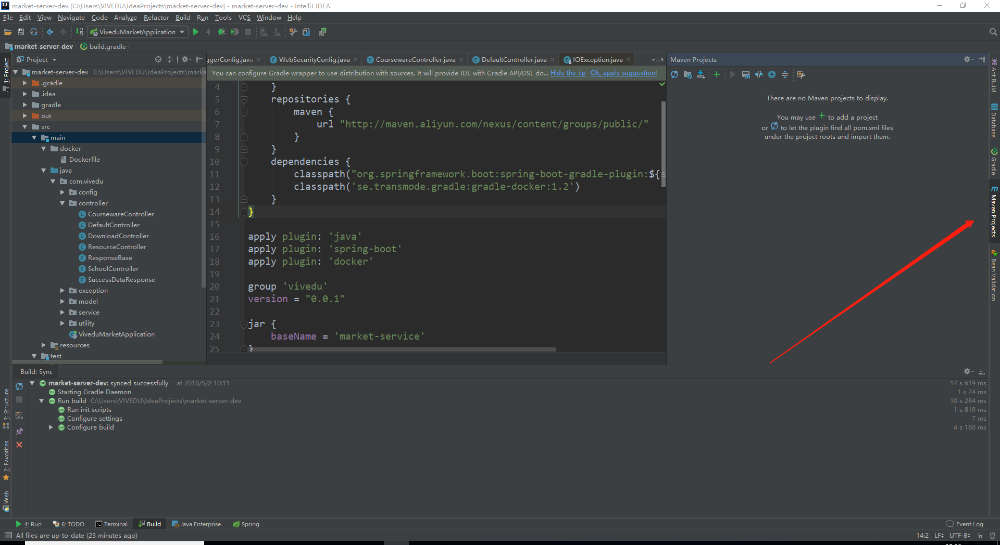 market-server-dev [C:\Users\VIVEDU\IdeaProjects\market-server-dev] - market-server-dev - IntelliJ IDEA
File Edit View Navigate Code Analyze Refactor Build Run Tools VCS Window Help
ViveduMarketApplication
market-server-dev build.gradle
Project
ggerConfig.java WebSecurityConfig.java CoursewareController.java DefaultController.java IOException.java 6
Maven Projects
You can configure Gradle wrapper to use distribution with sources. It will provide IDE with Gradle API/DSL do... Hide the tip Ok, apply suggestion!
1: Project
market-server-dev C:\Users\VIVEDU\IdeaProjects\marke
.gradle
.idea
gradle
out
src
main
docker
Dockerfile
java
com.vivedu
config
controller
CoursewareController
DefaultController
DownloadController
ResourceController
ResponseBase
SchoolController
SuccessDataResponse
exception
model
service
utility
ViveduMarketApplication
resources
test
4 }
5 repositories {
6 maven {
7 url "http://maven.aliyun.com/nexus/content/groups/public/"
8 }
9 }
10 dependencies {
11 classpath("org.springframework.boot:spring-boot-gradle-plugin:${s
12 classpath('se.transmode.gradle:gradle-docker:1.2')
13 }
14 }
15
16 apply plugin: 'java'
17 apply plugin: 'spring-boot'
18 apply plugin: 'docker'
19
20 group 'vivedu'
21 version = "0.0.1"
22
23 jar {
24 baseName = 'market-service'
25 }
There are no Maven projects to display.
You may use + to add a project
or to let the plugin find all pom.xml files
under the project roots and import them.
Ant Build
Database
Gradle
m Maven Projects
Bean Validation
Build: Sync
market-server-dev: synced successfully at 2018/5/2 10:11 17 s 619 ms
Starting Gradle Daemon 1 s 24 ms
Run build C:\Users\VIVEDU\IdeaProjects\market-server-dev 10 s 284 ms
Run init scripts 1 s 819 ms
Configure settings 7 ms
Configure build 4 s 160 ms
7: Structure
2: Favorites
Web
4: Run 6: TODO Terminal Build Java Enterprise Spring Event Log
All files are up-to-date (23 minutes ago) 14:2 LF UTF-8